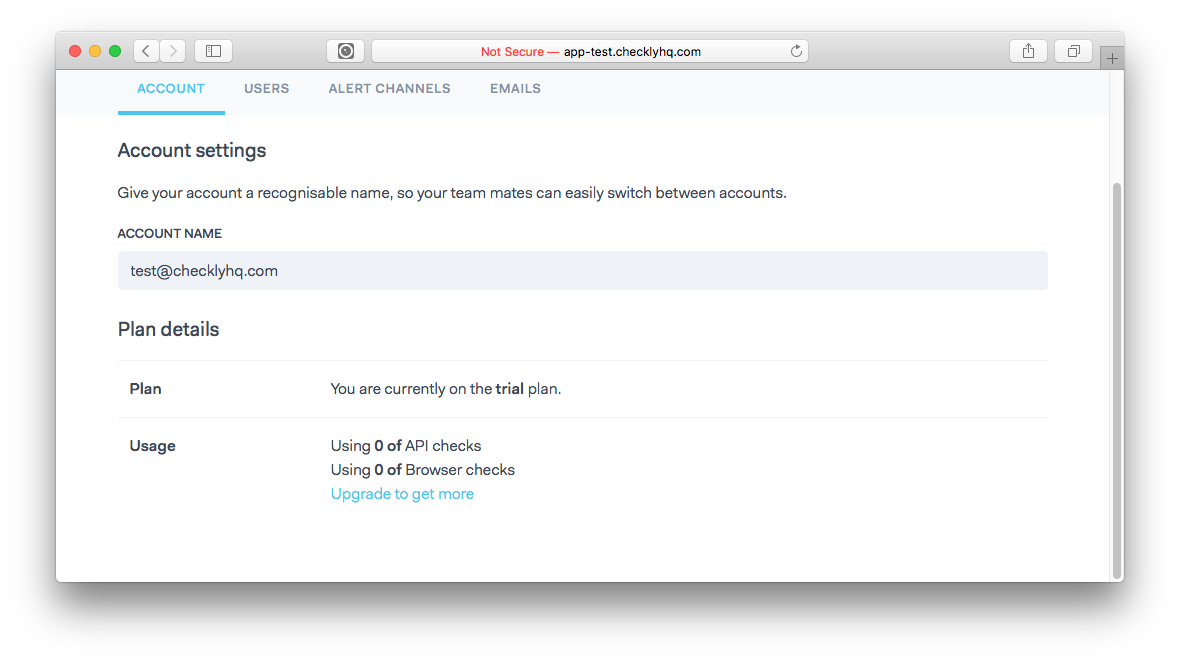 Not Secure — app-test.checklyhq.com
ACCOUNT USERS ALERT CHANNELS EMAILS
Account settings
Give your account a recognisable name, so your team mates can easily switch between accounts.
ACCOUNT NAME
test@checklyhq.com
Plan details
Plan You are currently on the trial plan.
Usage Using 0 of API checks
Using 0 of Browser checks
Upgrade to get more